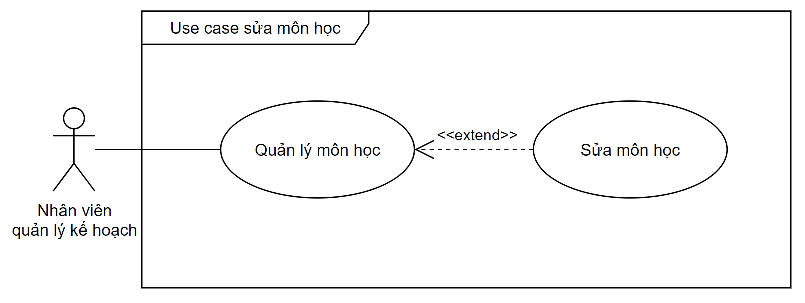 Use case sửa môn học
<<extend>>
Quản lý môn học
Sửa môn học
Nhân viên
quản lý kế hoạch